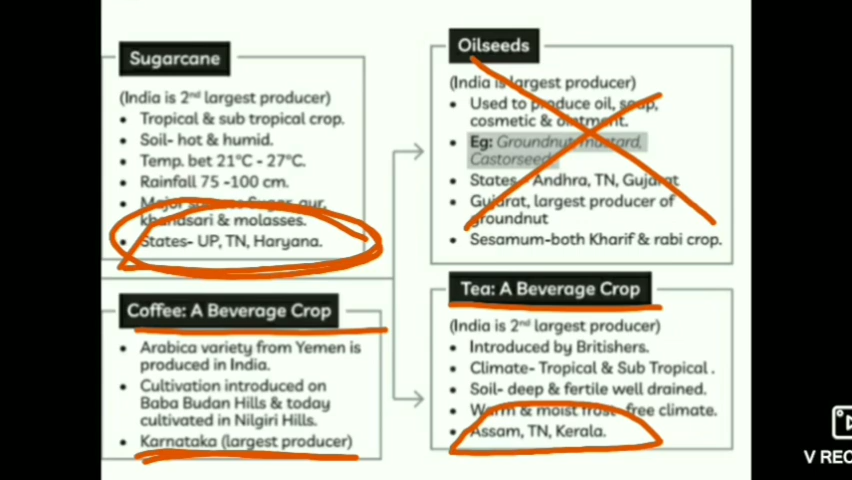 Sugarcane
(India is 2nd largest producer)
• Tropical & sub tropical crop.
• Soil- hot & humid.
• Temp. bet 21°C - 27°C.
• Rainfall 75 -100 cm.
• Major Sugar, gur,
khandsari & molasses.
• States- UP, TN, Haryana.
Oilseeds
(India is largest producer)
• Used to produce oil, soap,
cosmetic & ointment.
• Eg: Groundnut, mustard,
Castorseed
• States - Andhra, TN, Gujarat
• Gujarat, largest producer of
groundnut
• Sesamum-both Kharif & rabi crop.
Coffee: A Beverage Crop
• Arabica variety from Yemen is
produced in India.
• Cultivation introduced on
Baba Budan Hills & today
cultivated in Nilgiri Hills.
• Karnataka (largest producer)
Tea: A Beverage Crop
(India is 2nd largest producer)
• Introduced by Britishers.
• Climate- Tropical & Sub Tropical .
• Soil- deep & fertile well drained.
• Warm & moist frost-free climate.
• Assam, TN, Kerala.
V REC